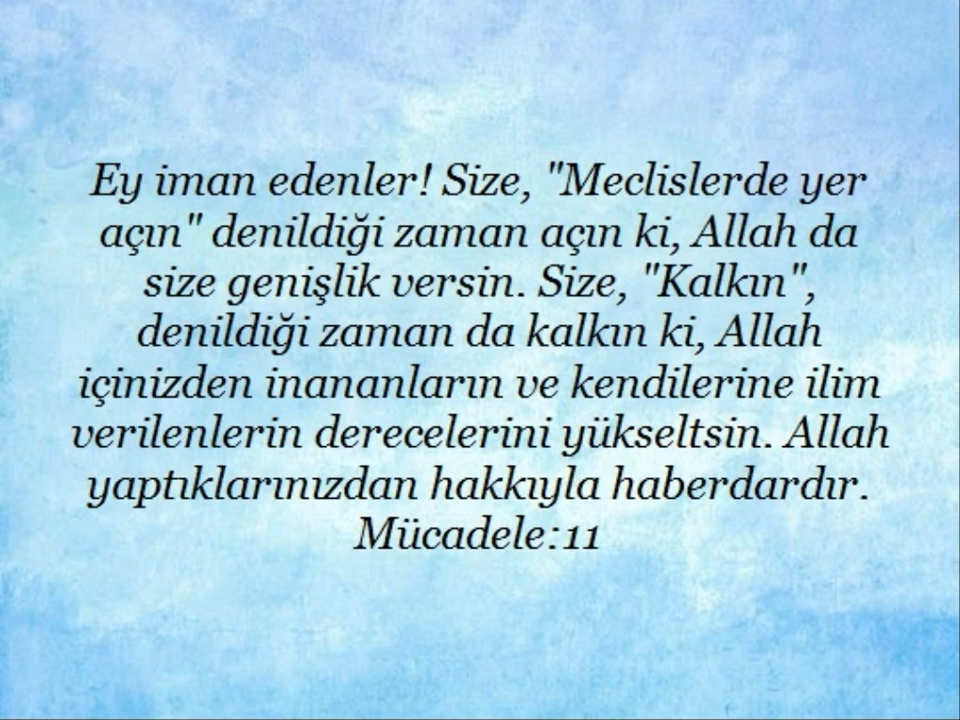 Ey iman edenler! Size, "Meclislerde yer
açın" denildiği zaman açın ki, Allah da
size genişlik versin. Size, "Kalkın",
denildiği zaman da kalkın ki, Allah
içinizden inananların ve kendilerine ilim
verilenlerin derecelerini yükseltsin. Allah
yaptıklarınızdan hakkıyla haberdardır.
Mücadele:11